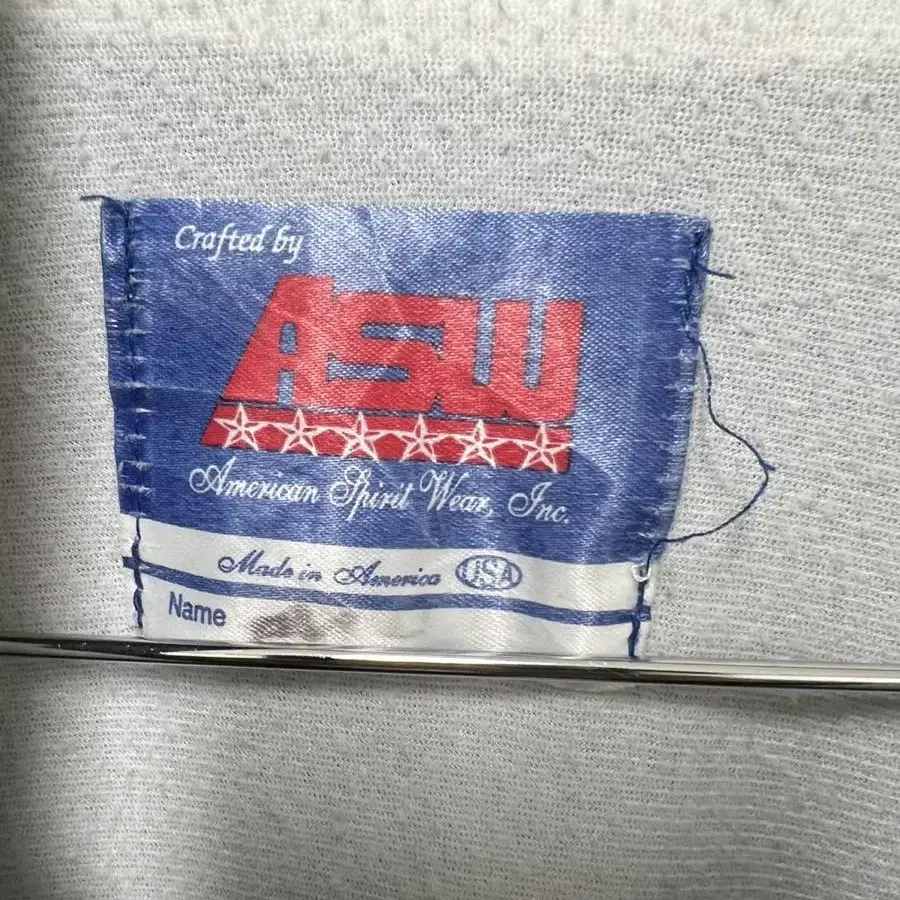 Crafted by
ASW
American Spirit Wear, Inc.
Made in America USA
Name